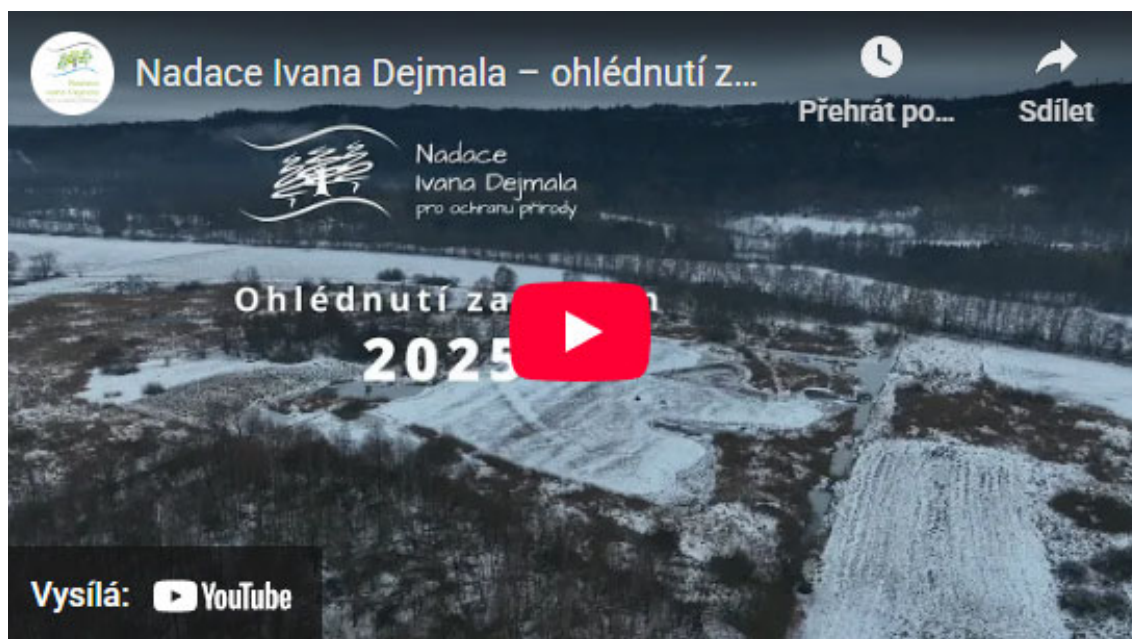 Nadace Ivana Dejmala – ohlédnutí z...
Přehrát po...
Sdílet
Nadace
Ivana Dejmala
pro ochranu přírody
Ohlédnutí za
2025
Vysílá: YouTube